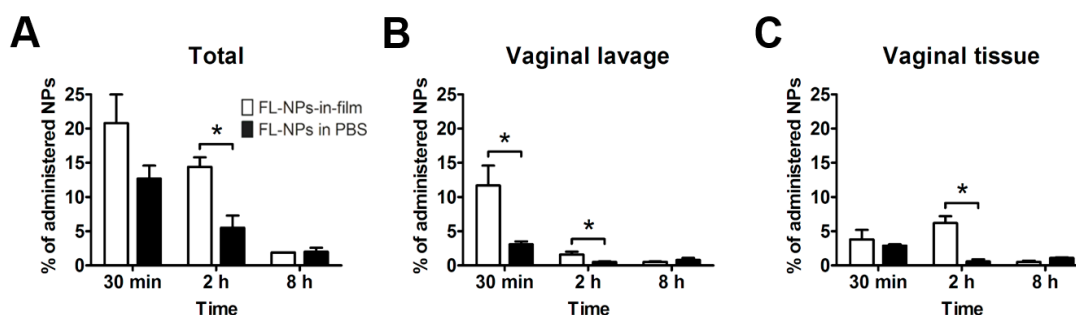 A
Total
% of administered NPs
25
20
15
10
5
0
*
FL-NPs-in-film
FL-NPs in PBS
30 min 2 h 8 h
Time
B
Vaginal lavage
% of administered NPs
25
20
15
10
5
0
*
*
30 min 2 h 8 h
Time
C
Vaginal tissue
% of administered NPs
25
20
15
10
5
0
*
30 min 2 h 8 h
Time